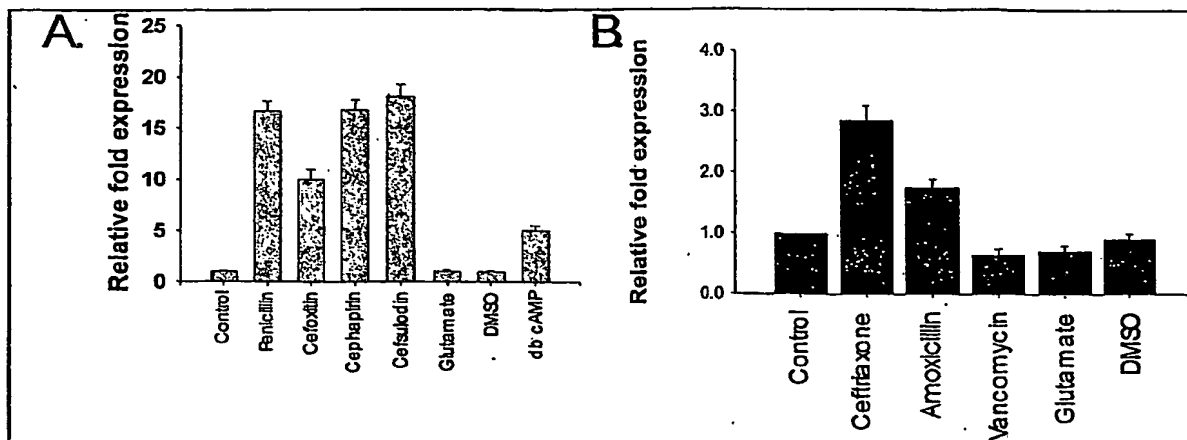 A.
Relative fold expression
25
20
15
10
5
0
Control
Penicillin
Cefoxitin
Cephapirin
Cefsulodin
Glutamate
DMSO
db cAMP
B.
Relative fold expression
4.0
3.0
2.0
1.0
0.0
Control
Ceftriaxone
Amoxicillin
Vancomycin
Glutamate
DMSO